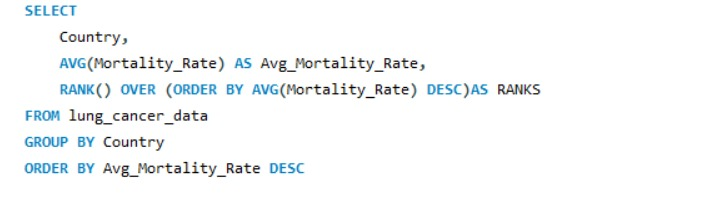 SELECT
Country,
AVG(Mortality_Rate) AS Avg_Mortality_Rate,
RANK() OVER (ORDER BY AVG(Mortality_Rate) DESC)AS RANKS
FROM lung_cancer_data
GROUP BY Country
ORDER BY Avg_Mortality_Rate DESC